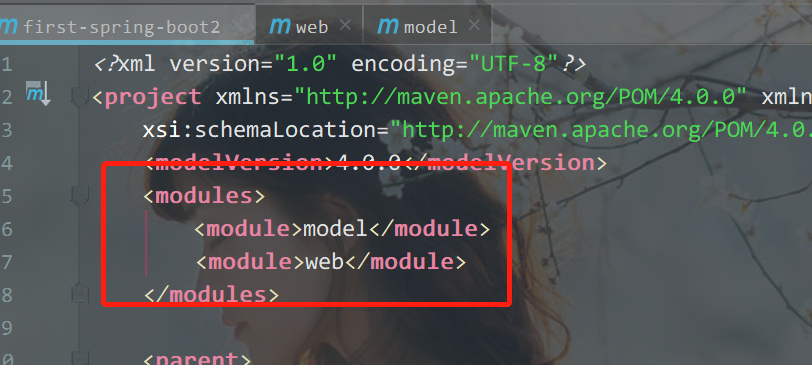 first-spring-boot2 web model
1 <?xml version="1.0" encoding="UTF-8"?>
2 <project xmlns="http://maven.apache.org/POM/4.0.0" xmln
3 xsi:schemaLocation="http://maven.apache.org/POM/4.0.
4 <modelVersion>4.0.0</modelVersion>
5 <modules>
6 <module>model</module>
7 <module>web</module>
8 </modules>
9
<parent>